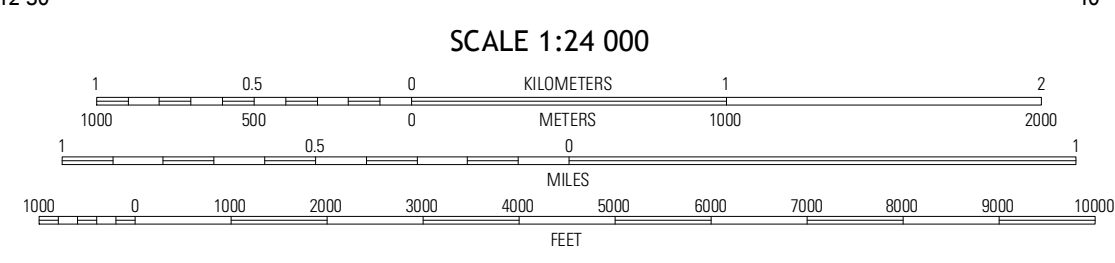 SCALE 1:24 000
1 0.5 0 KILOMETERS 1 2
1000 500 0 METERS 1000 2000
1 0.5 0 1
MILES
1000 0 1000 2000 3000 4000 5000 6000 7000 8000 9000 10000
FEET